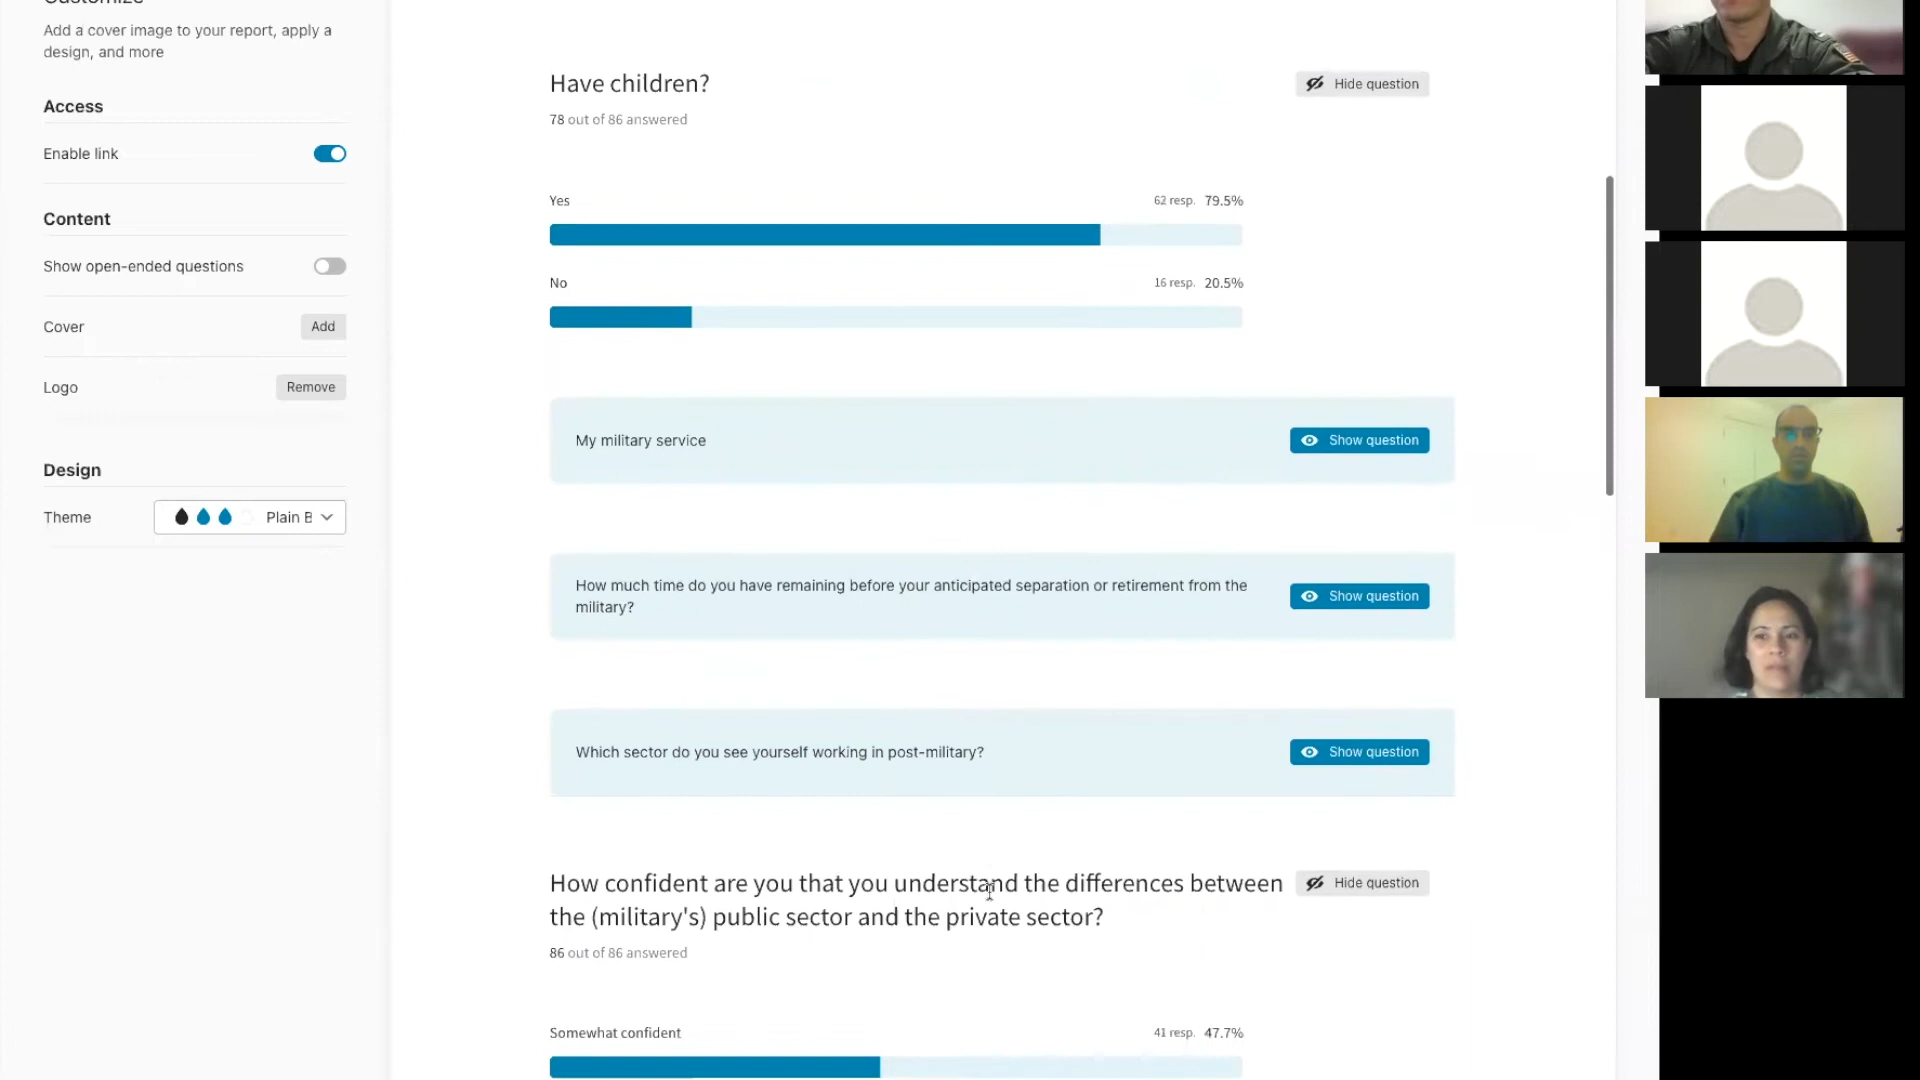 Customize
Add a cover image to your report, apply a
design, and more
Access
Enable link
Content
Show open-ended questions
Cover
Add
Logo
Remove
Design
Theme
Plain B
Have children?
Hide question
78 out of 86 answered
Yes
62 resp. 79.5%
No
16 resp. 20.5%
My military service
Show question
How much time do you have remaining before your anticipated separation or retirement from the
military?
Show question
Which sector do you see yourself working in post-military?
Show question
How confident are you that you understand the differences between
the (military's) public sector and the private sector?
Hide question
86 out of 86 answered
Somewhat confident
41 resp. 47.7%